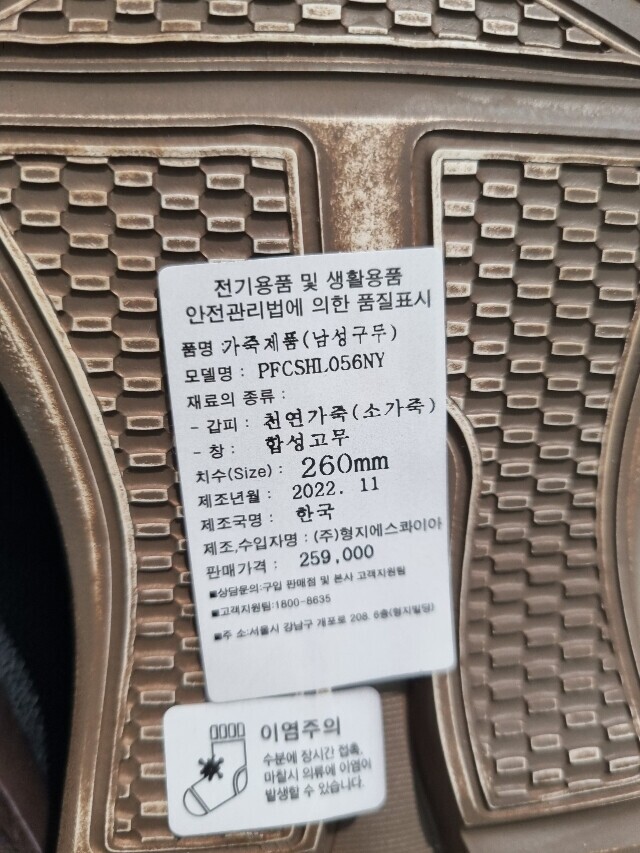 전기용품 및 생활용품
안전관리법에 의한 품질표시
품명 :가죽제품(남성구두)
모델명 : PFCSHL056NY
재료의 종류 :
- 갑피 : 천연가죽(소가죽)
- 창 : 합성고무
치수(Size) : 260mm
제조년월 : 2022. 11
제조국명 : 한국
제조,수입자명 : (주)형지에스콰이아
판매가격 : 259,000
■상담문의:구입 판매점 및 본사 고객지원팀
■고객지원팀:1800-8635
■주 소:서울시 강남구 개포로 208. 6층(형지빌딩)
이염주의
수분에 장시간 접촉,
마찰시 의류에 이염이
발생할 수 있습니다.